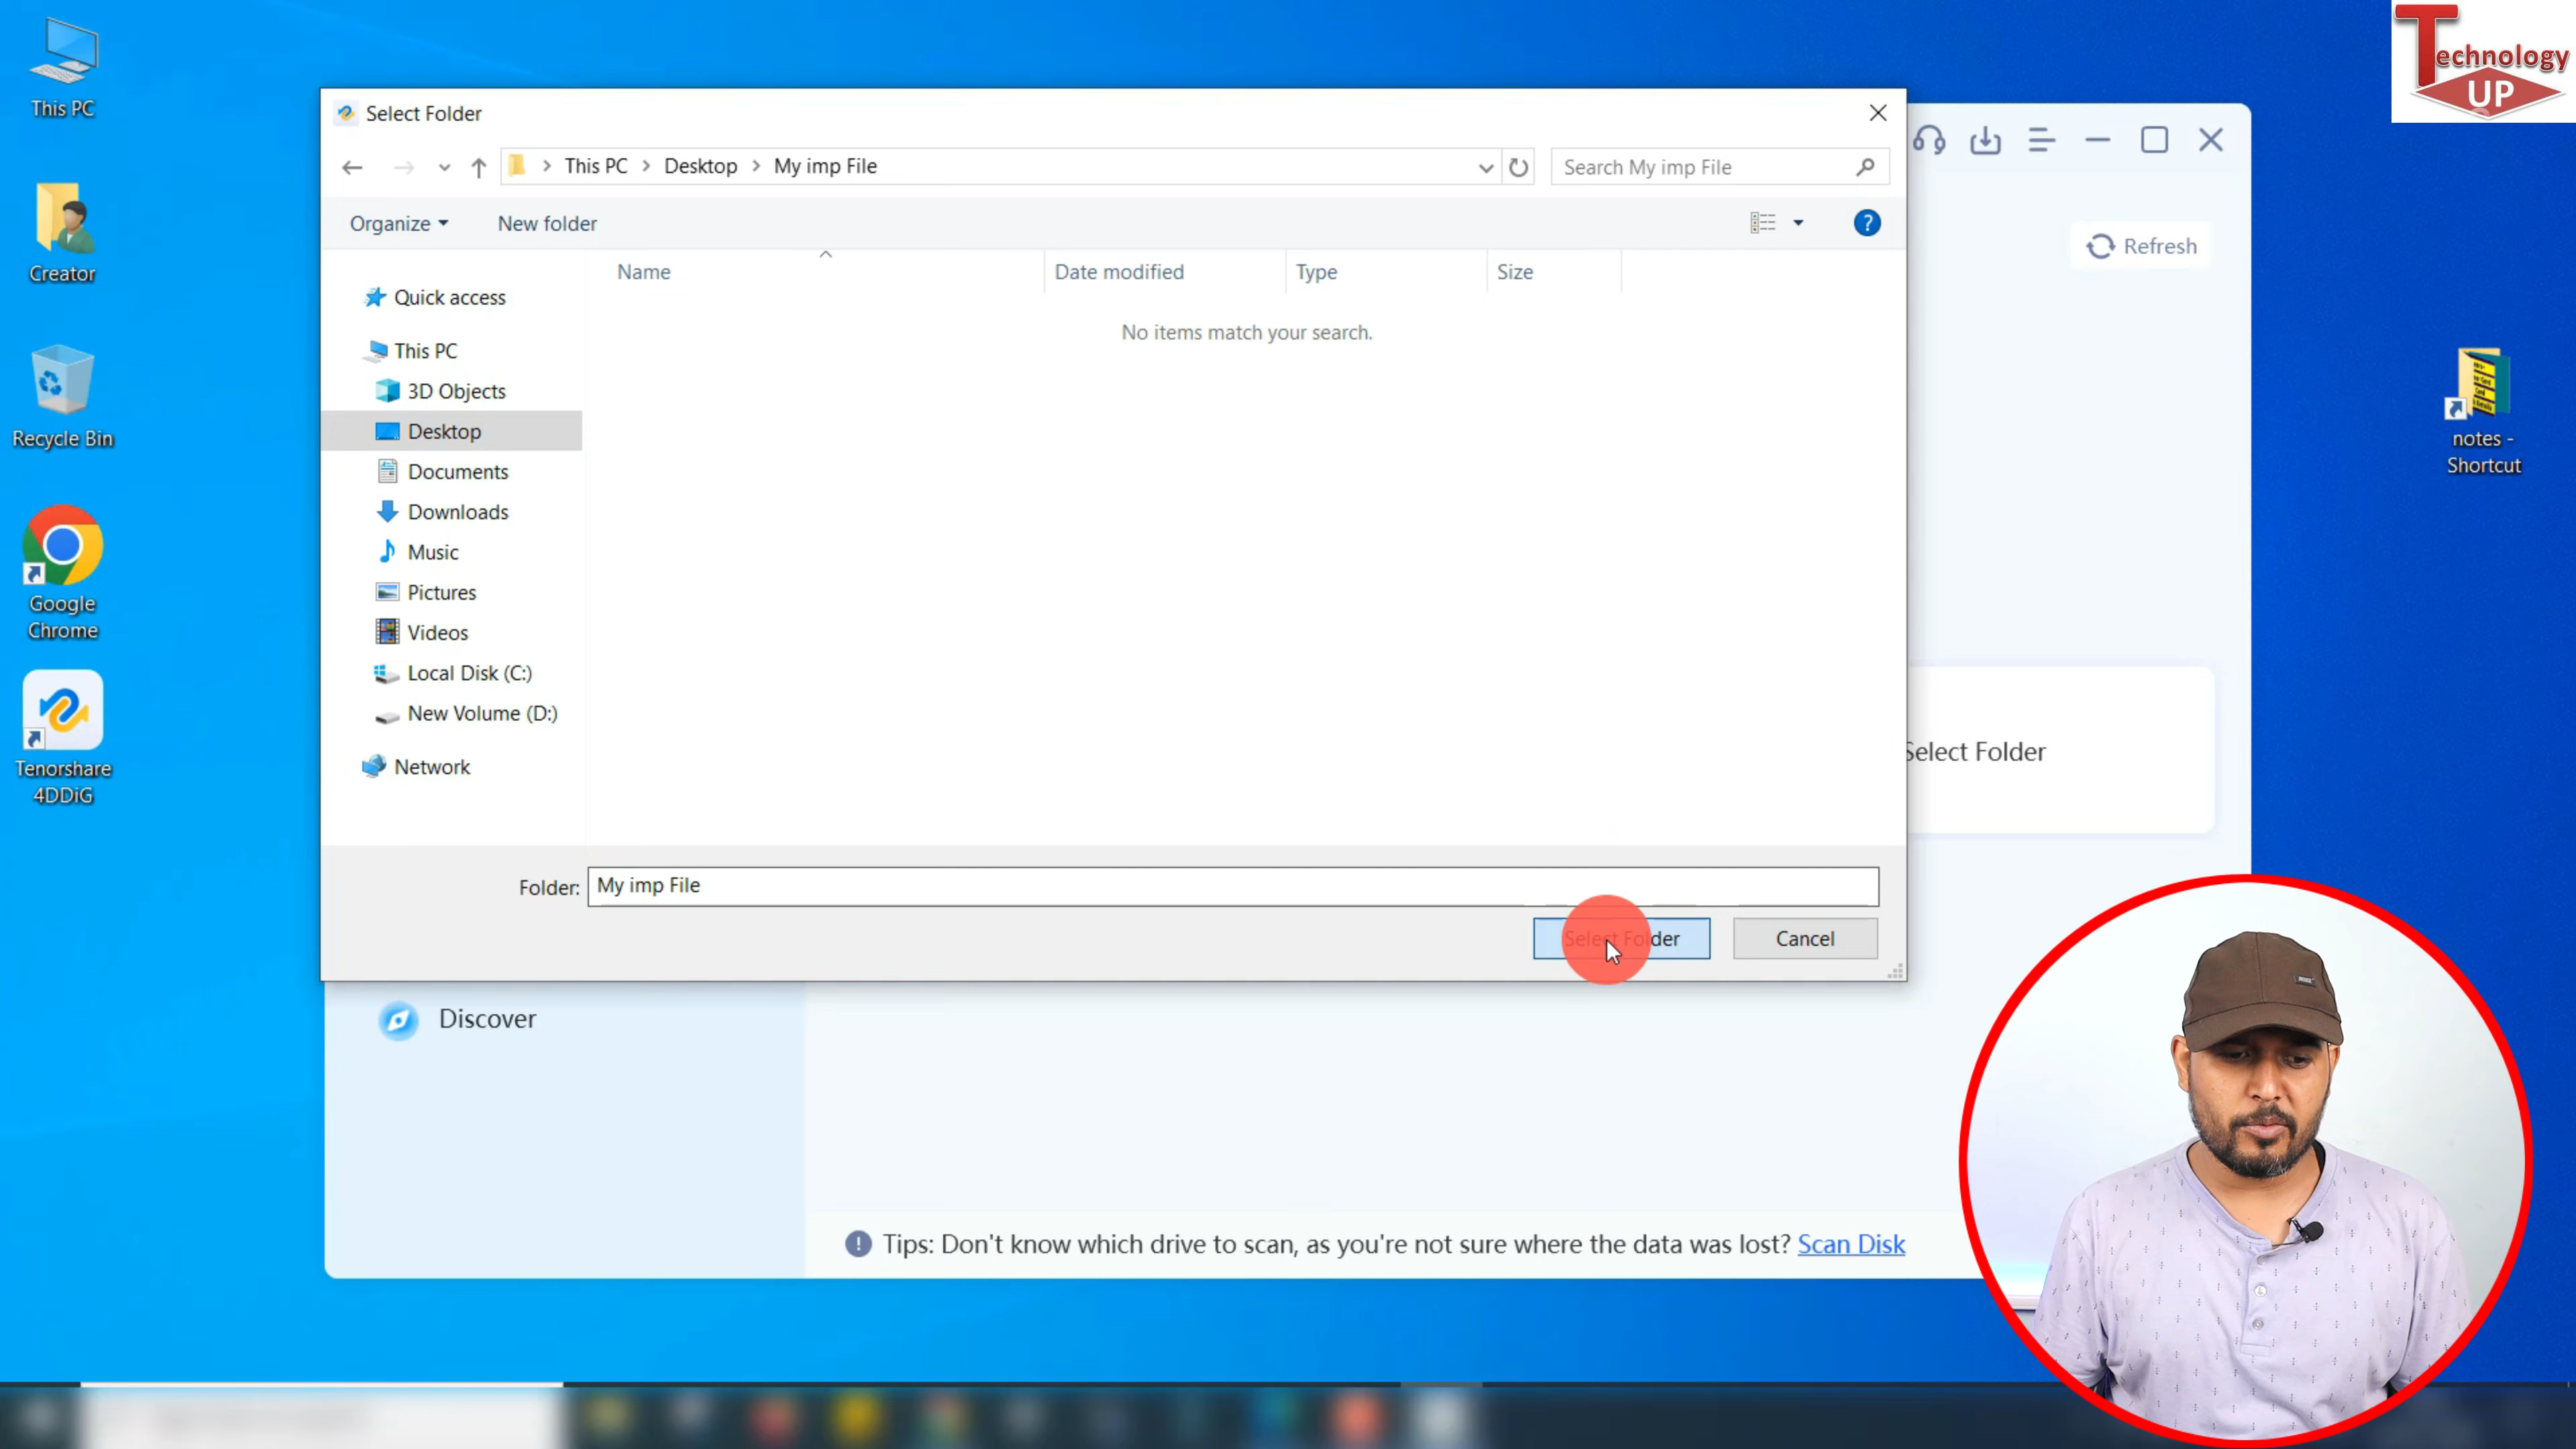 This PC
Creator
Recycle Bin
Google
Chrome
Tenorshare
4DDiG
Select Folder
This PC
Desktop
My imp File
Search My imp File
Organize
New folder
?
Name
Date modified
Type
Size
No items match your search.
Quick access
This PC
3D Objects
Desktop
Documents
Downloads
Music
Pictures
Videos
Local Disk (C:)
New Volume (D:)
Network
Folder:
My imp File
Select Folder
Cancel
Refresh
Select Folder
Discover
Tips: Don't know which drive to scan, as you're not sure where the data was lost? Scan Disk
Technology
UP
notes -
Shortcut